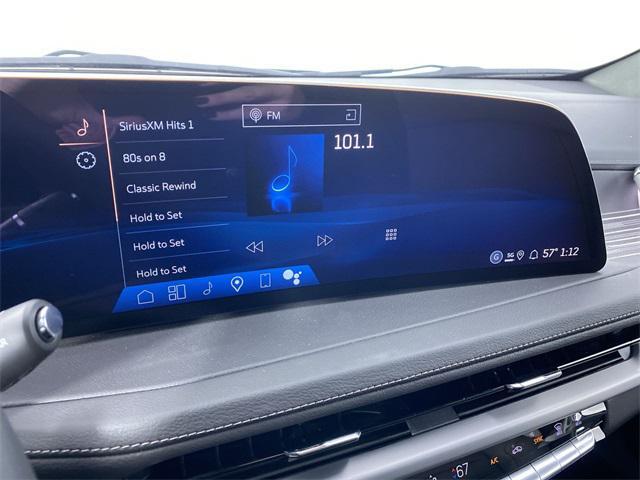 SiriusXM Hits 1
80s on 8
Classic Rewind
Hold to Set
Hold to Set
Hold to Set
FM
101.1
G 5G 57° 1:12
67
A/C
SYNC